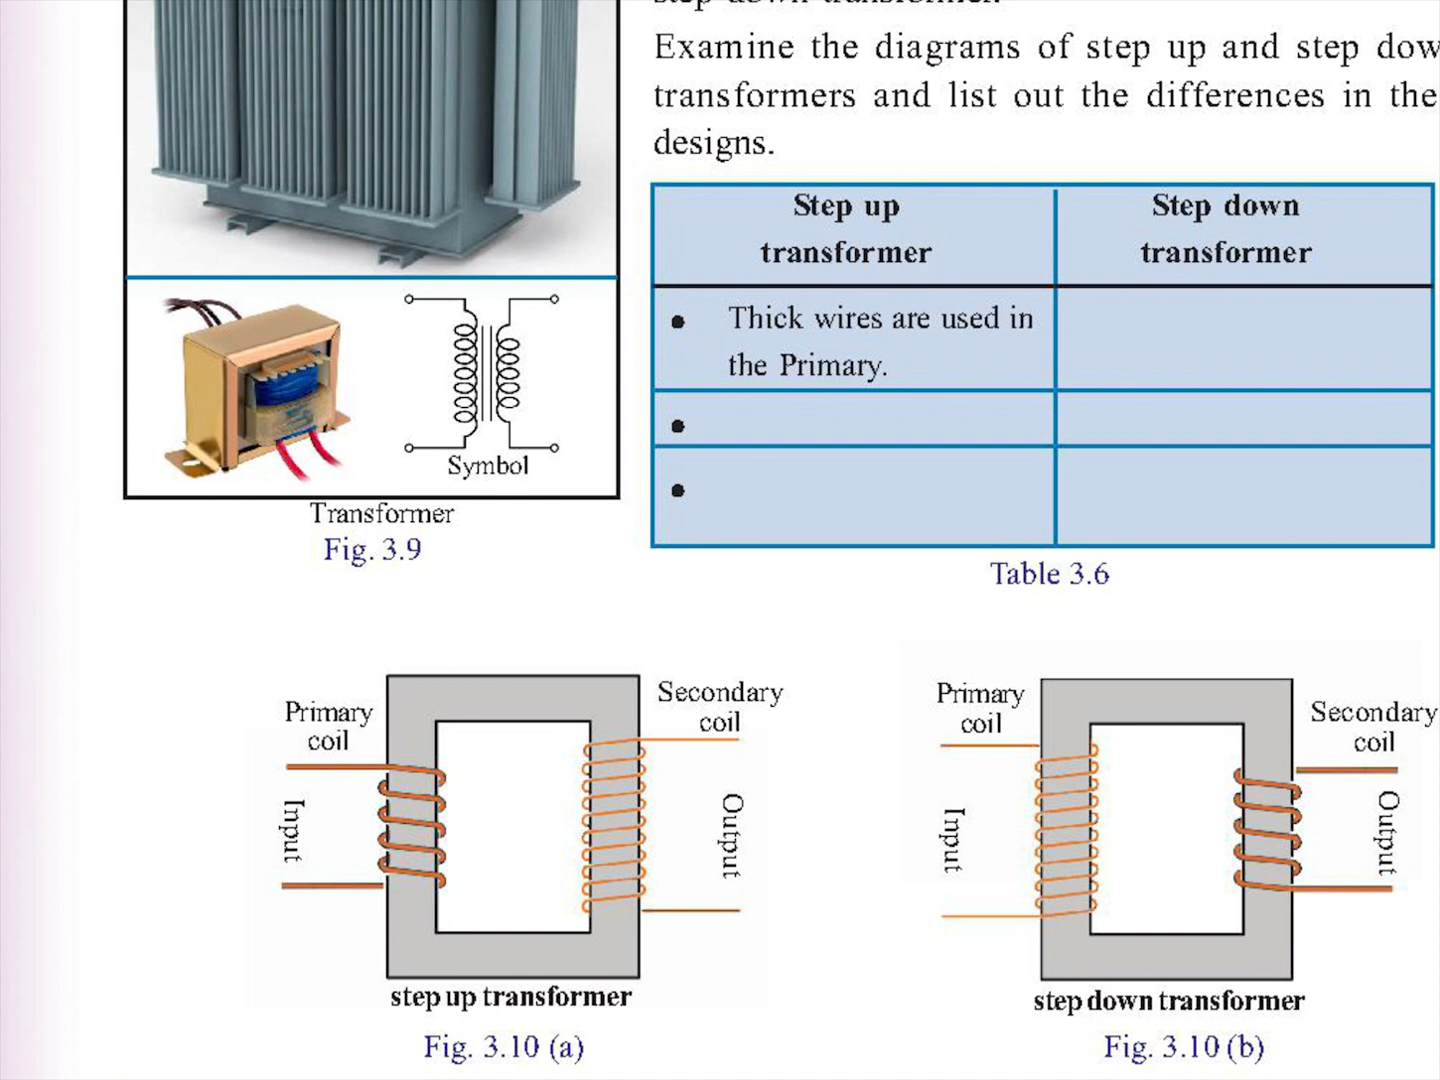 Examine the diagrams of step up and step dow
transformers and list out the differences in the
designs.
Step up
transformer
Step down
transformer
• Thick wires are used in
the Primary.
•
•
Table 3.6
Symbol
Transformer
Fig. 3.9
Primary
coil
Input
Secondary
coil
Output
step up transformer
Fig. 3.10 (a)
Primary
coil
Input
Secondary
coil
Output
step down transformer
Fig. 3.10 (b)